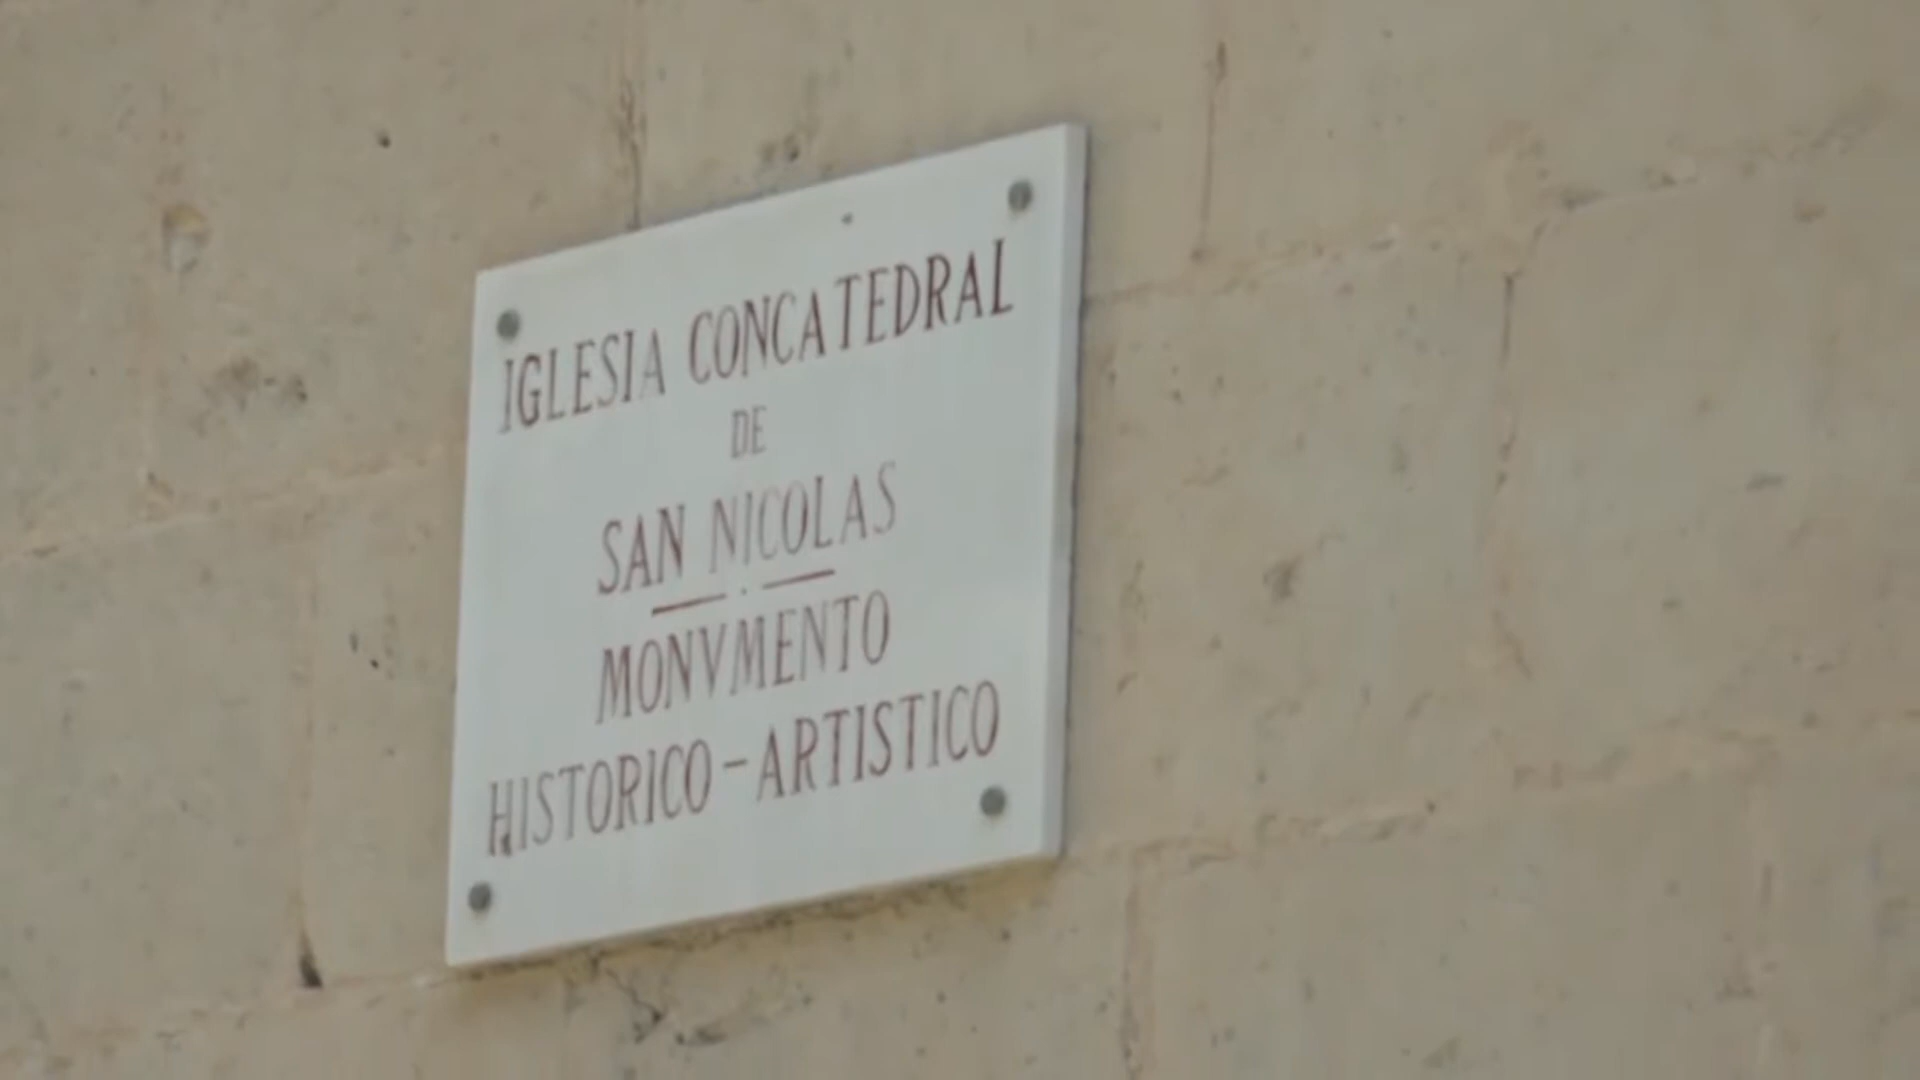 IGLESIA CONCATEDRAL
DE
SAN NICOLAS
MONVMENTO
HISTORICO-ARTISTICO